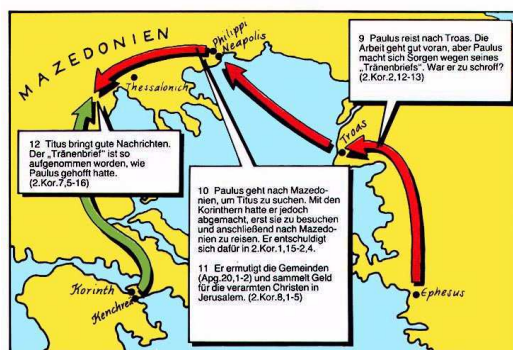 MAZEDONIEN
Philippi
Neapolis
Thessalonich
Troas
Ephesus
Korinth
Kenchrea
9 Paulus reist nach Troas. Die
Arbeit geht gut voran, aber Paulus
macht sich Sorgen wegen seines
„Tränenbriefs“. War er zu schroff?
(2.Kor.2,12-13)
12 Titus bringt gute Nachrichten.
Der „Tränenbrief“ ist so
aufgenommen worden, wie
Paulus gehofft hatte.
(2.Kor.7,5-16)
10 Paulus geht nach Mazedo-
nien, um Titus zu suchen. Mit den
Korinthern hatte er jedoch
abgemacht, erst sie zu besuchen
und anschließend nach Mazedo-
nien zu reisen. Er entschuldigt
sich dafür in 2.Kor.1,15-2,4.
11 Er ermutigt die Gemeinden
(Apg.20,1-2) und sammelt Geld
für die verarmten Christen in
Jerusalem. (2.Kor.8,1-5)